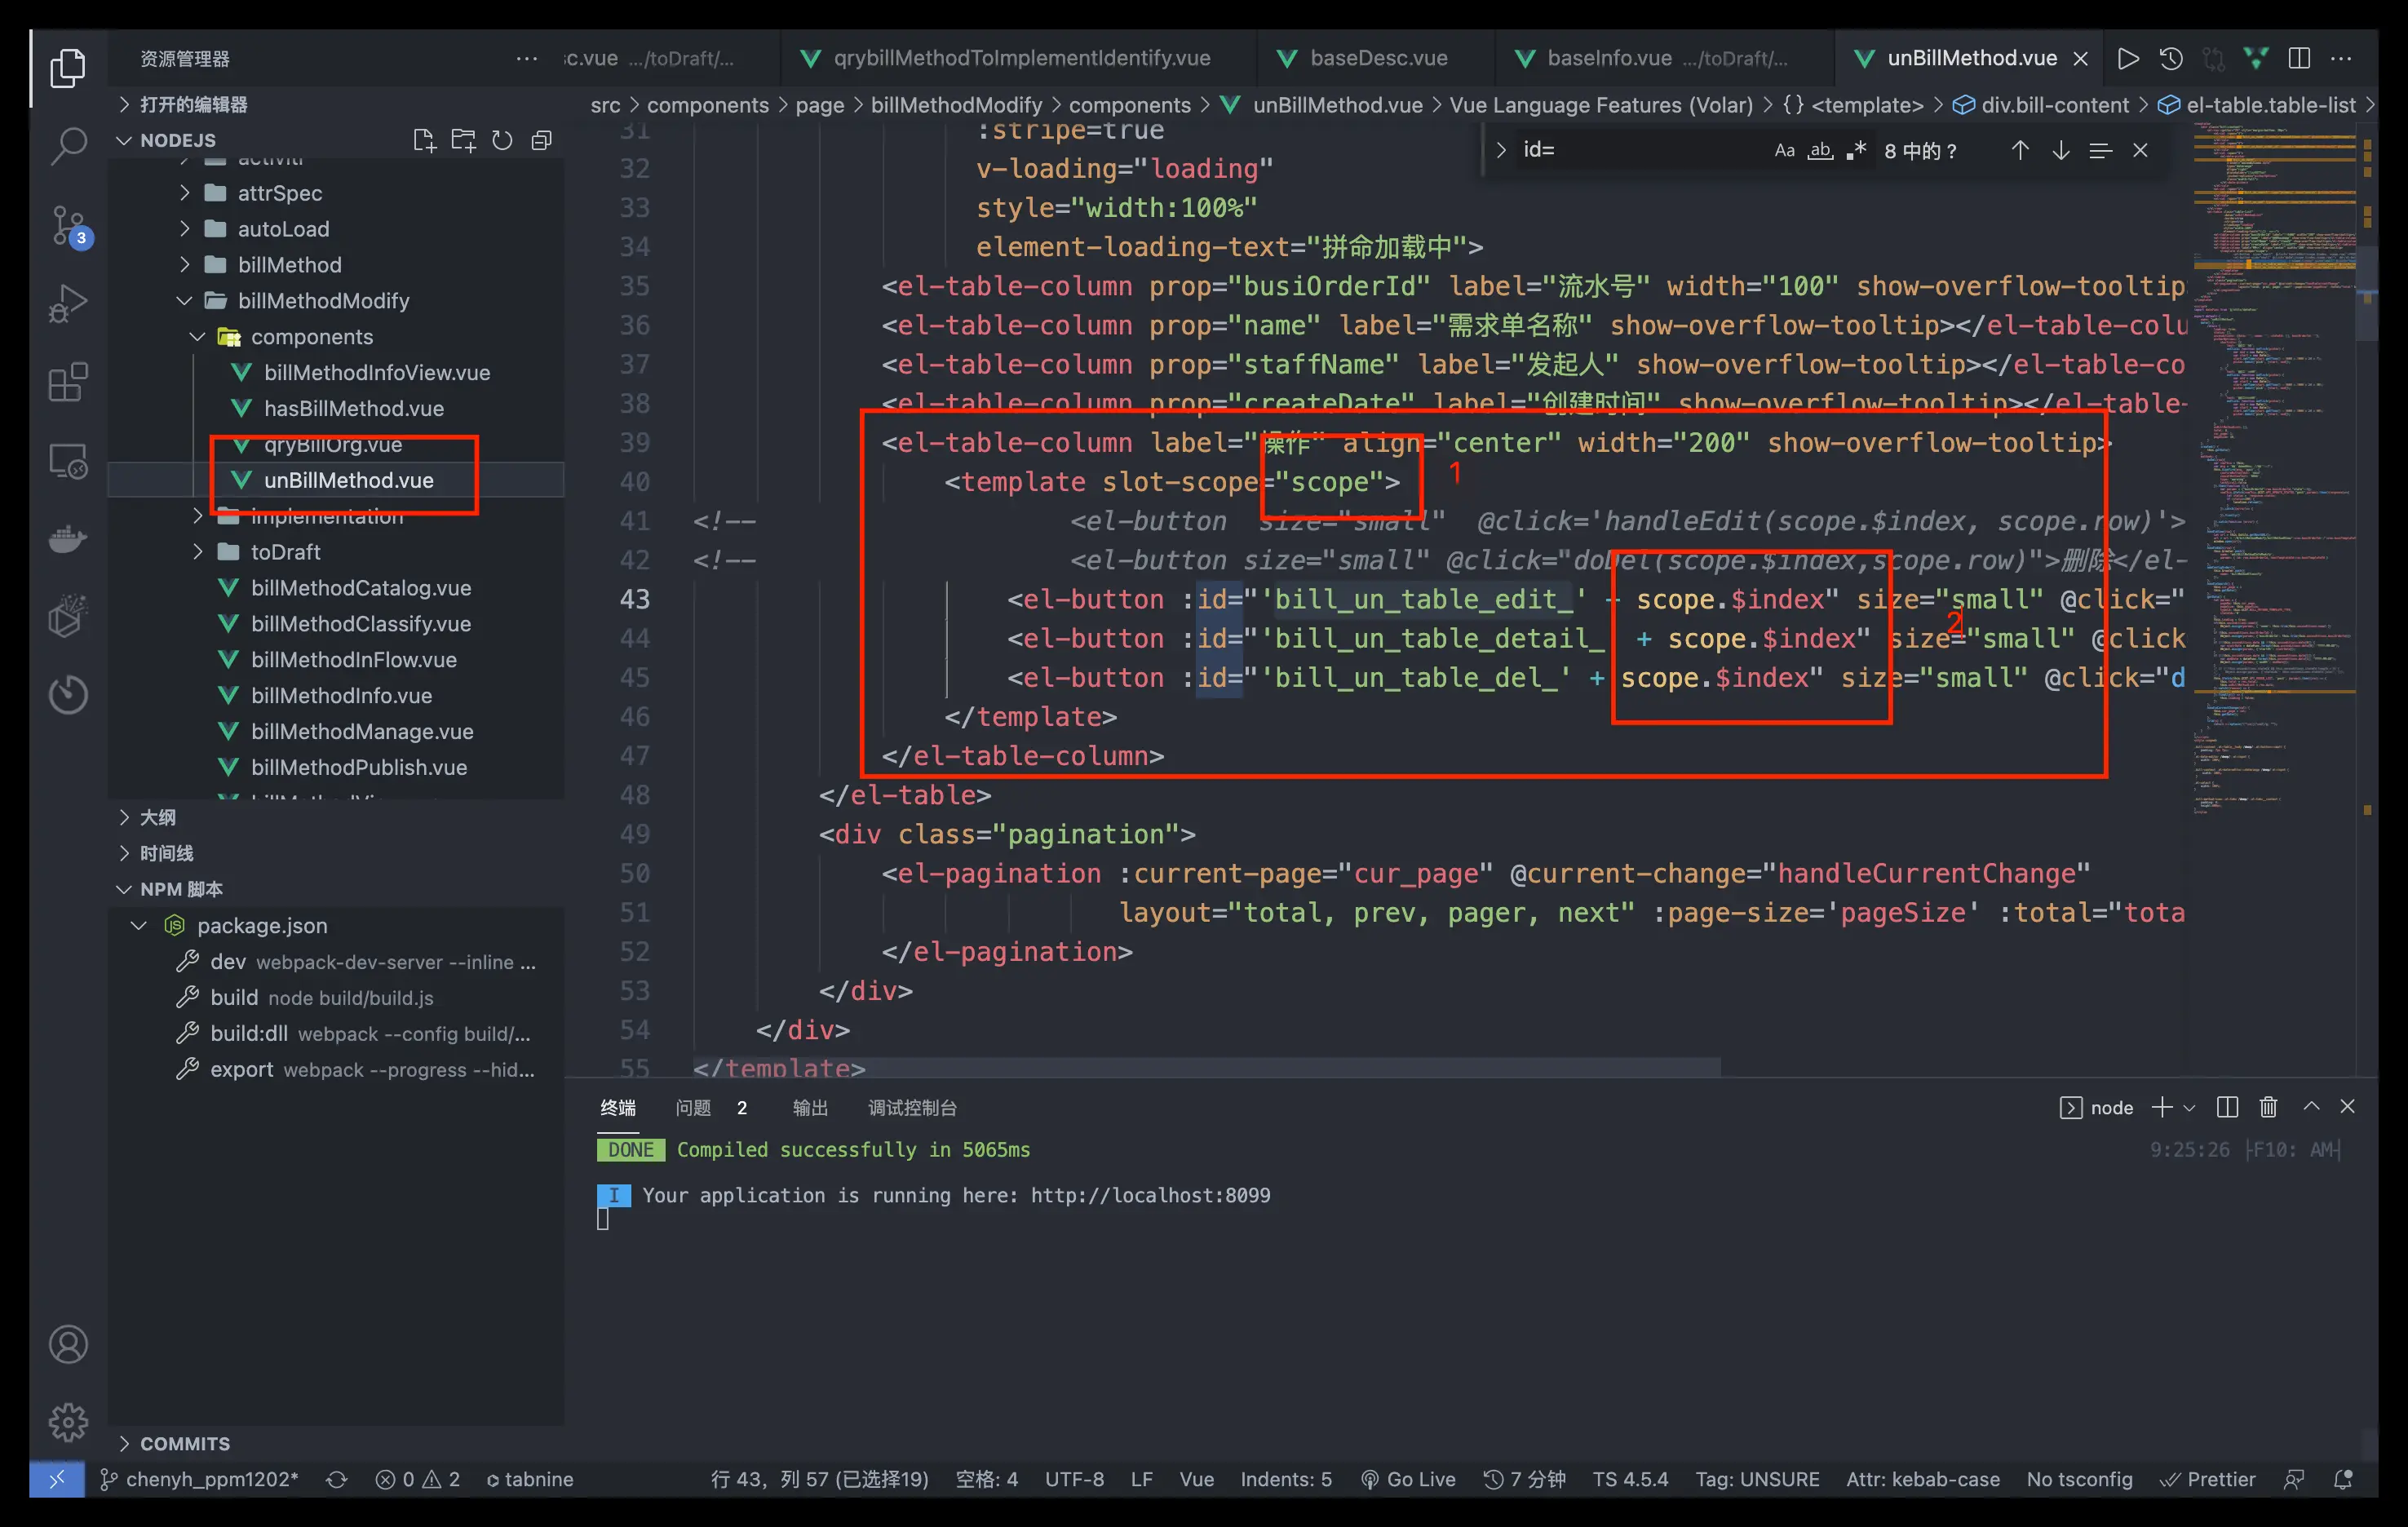 资源管理器
sc.vue .../toDraft/...
qrybillMethodToImplementIdentify.vue
baseDesc.vue
baseInfo.vue .../toDraft/...
unBillMethod.vue
打开的编辑器
NODEJS
activiti
attrSpec
autoLoad
billMethod
billMethodModify
components
billMethodInfoView.vue
hasBillMethod.vue
qryBillOrg.vue
unBillMethod.vue
implementation
toDraft
billMethodCatalog.vue
billMethodClassify.vue
billMethodInFlow.vue
billMethodInfo.vue
billMethodManage.vue
billMethodPublish.vue
大纲
时间线
NPM 脚本
package.json
dev webpack-dev-server --inline ...
build node build/build.js
build:dll webpack --config build/...
export webpack --progress --hid...
COMMITS
src > components > page > billMethodModify > components > unBillMethod.vue > Vue Language Features (Volar) > {} <template> > div.bill-content > el-table.table-list >
id=
Aa ab .* 8 中的 ?
31 :stripe=true
32 v-loading="loading"
33 style="width:100%"
34 element-loading-text="拼命加载中">
35 <el-table-column prop="busiOrderId" label="流水号" width="100" show-overflow-tooltip
36 <el-table-column prop="name" label="需求单名称" show-overflow-tooltip></el-table-colu
37 <el-table-column prop="staffName" label="发起人" show-overflow-tooltip></el-table-co
38 <el-table-column prop="createDate" label="创建时间" show-overflow-tooltip></el-table-
39 <el-table-column label="操作" align="center" width="200" show-overflow-tooltip>
40 <template slot-scope="scope">
1
41 <!-- <el-button size="small" @click='handleEdit(scope.$index, scope.row)'>
42 <!-- <el-button size="small" @click="doDel(scope.$index,scope.row)">删除</el-
43 <el-button :id="'bill_un_table_edit_' + scope.$index" size="small" @click="
2
44 <el-button :id="'bill_un_table_detail_ + scope.$index" size="small" @click
45 <el-button :id="'bill_un_table_del_' + scope.$index" size="small" @click="d
46 </template>
47 </el-table-column>
48 </el-table>
49 <div class="pagination">
50 <el-pagination :current-page="cur_page" @current-change="handleCurrentChange"
51 layout="total, prev, pager, next" :page-size='pageSize' :total="tota
52 </el-pagination>
53 </div>
54 </div>
55 </template>
终端 问题 2 输出 调试控制台
node
DONE Compiled successfully in 5065ms
9:25:26 ├F10: AM┤
I Your application is running here: http://localhost:8099
3
chenyh_ppm1202* 0 2 tabnine 行 43，列 57 (已选择19) 空格: 4 UTF-8 LF Vue Indents: 5 Go Live 7 分钟 TS 4.5.4 Tag: UNSURE Attr: kebab-case No tsconfig Prettier